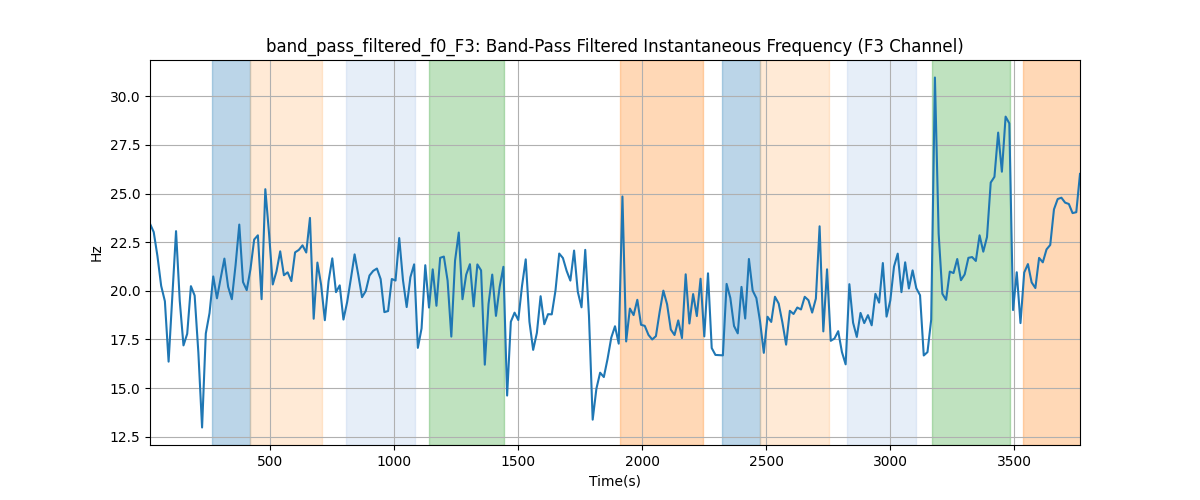 band_pass_filtered_f0_F3: Band-Pass Filtered Instantaneous Frequency (F3 Channel)
30.0
27.5
25.0
22.5
20.0
17.5
15.0
12.5
Hz
500 1000 1500 2000 2500 3000 3500
Time(s)